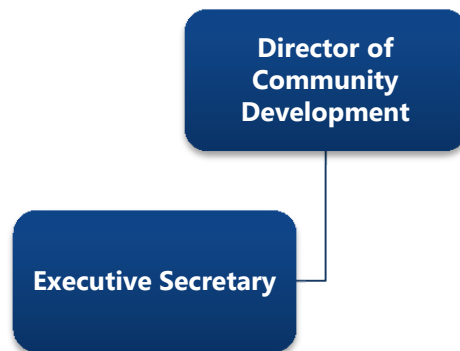 Director of
Community
Development
Executive Secretary